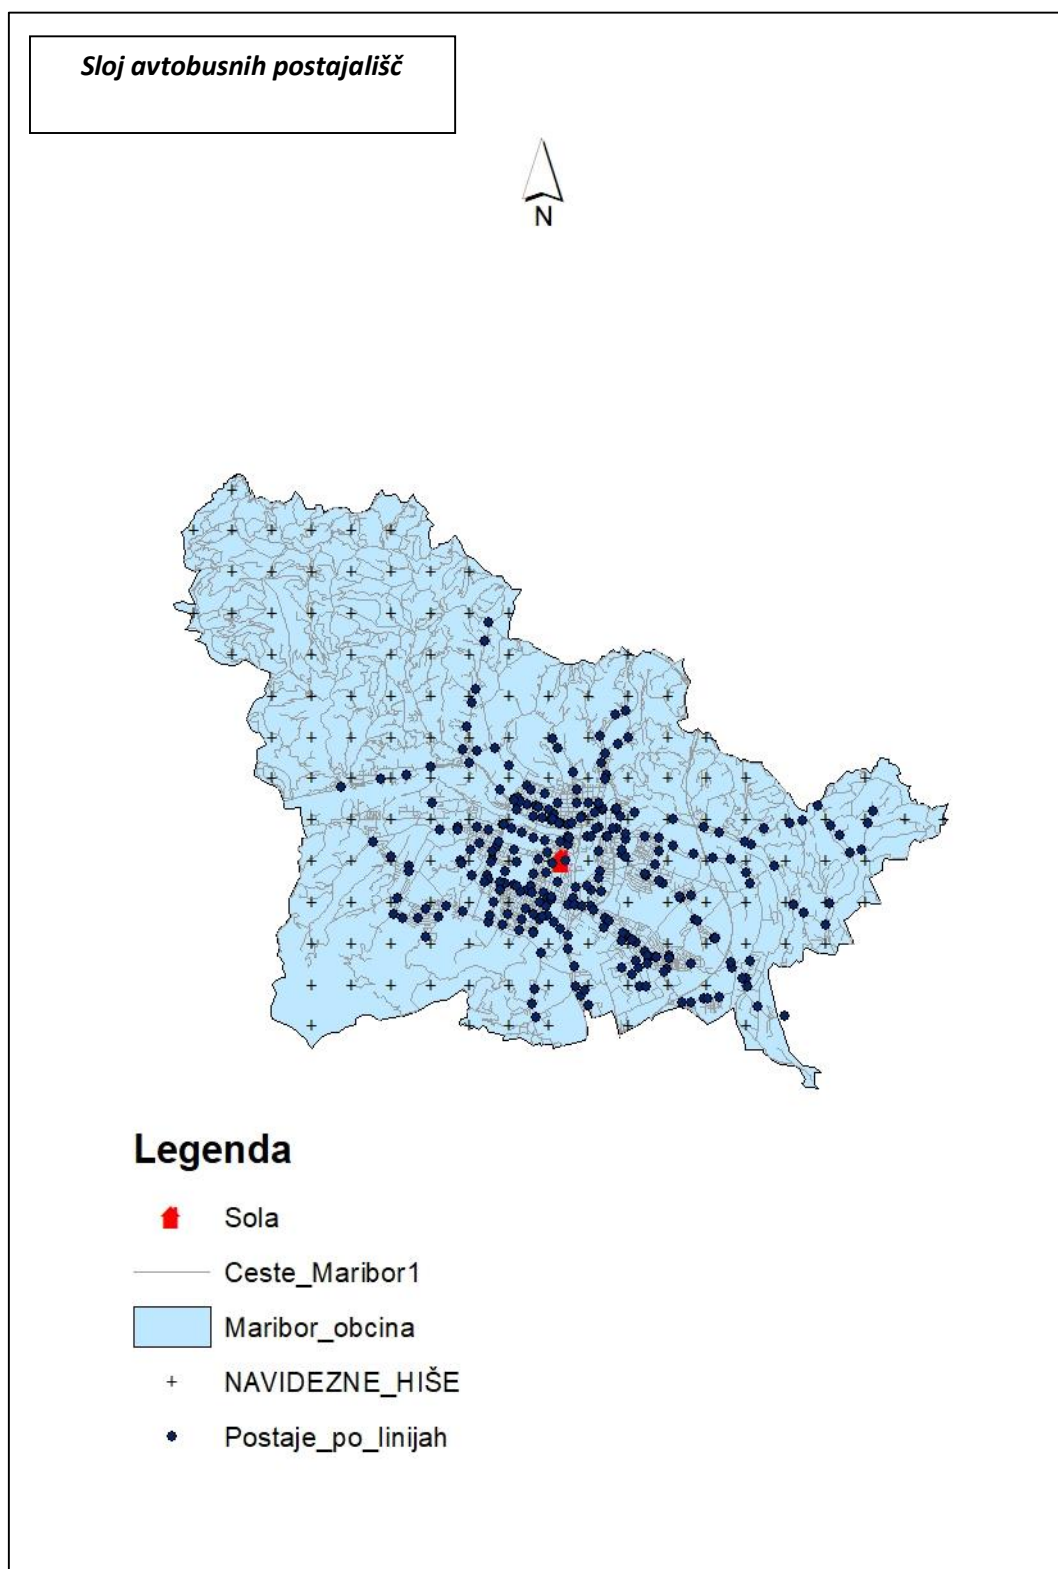 Sloj avtobusnih postajališč
N
Legenda
Sola
Ceste_Maribor1
Maribor_obcina
NAVIDEZNE_HIŠE
Postaje_po_linijah